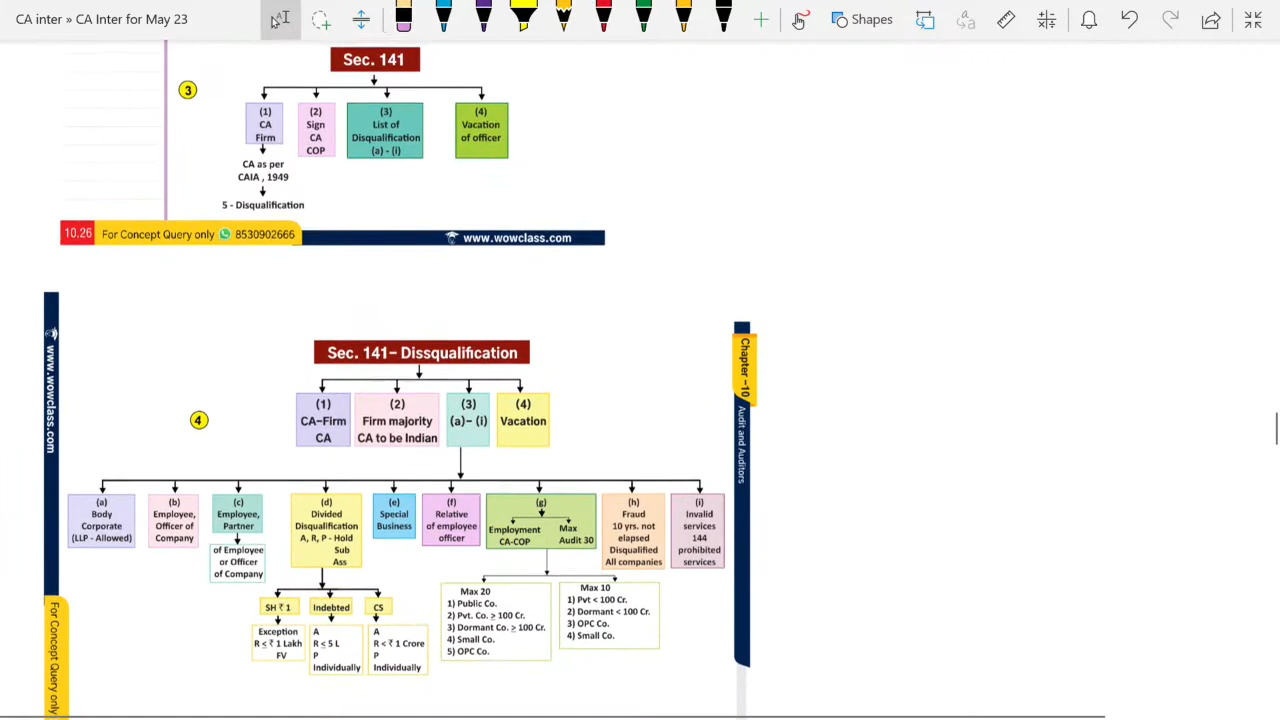 CA inter » CA Inter for May 23
Shapes
Sec. 141
3
(1)
CA
Firm
(2)
Sign
CA
COP
(3)
List of
Disqualification
(a) - (i)
(4)
Vacation
of officer
CA as per
CAIA , 1949
5 - Disqualification
10.26 For Concept Query only 8530902666
www.wowclass.com
www.wowclass.com
For Concept Query only
Chapter -10
Audit and Auditors
Sec. 141- Dissqualification
4
(1)
CA-Firm
CA
(2)
Firm majority
CA to be Indian
(3)
(a)- (i)
(4)
Vacation
(a)
Body
Corporate
(LLP - Allowed)
(b)
Employee,
Officer of
Company
(c)
Employee,
Partner
of Employee
or Officer
of Company
(d)
Divided
Disqualification
A, R, P - Hold
Sub
Ass
(e)
Special
Business
(f)
Relative
of employee
officer
(g)
Employment
CA-COP
Max
Audit 30
(h)
Fraud
10 yrs. not
elapsed
Disqualified
All companies
(i)
Invalid
services
144
prohibited
services
SH ₹ 1
Exception
R ≤ ₹ 1 Lakh
FV
Indebted
A
R ≤ 5 L
P
Individually
CS
A
R < ₹ 1 Crore
P
Individually
Max 20
1) Public Co.
2) Pvt. Co. ≥ 100 Cr.
3) Dormant Co. ≥ 100 Cr.
4) Small Co.
5) OPC Co.
Max 10
1) Pvt < 100 Cr.
2) Dormant < 100 Cr.
3) OPC Co.
4) Small Co.